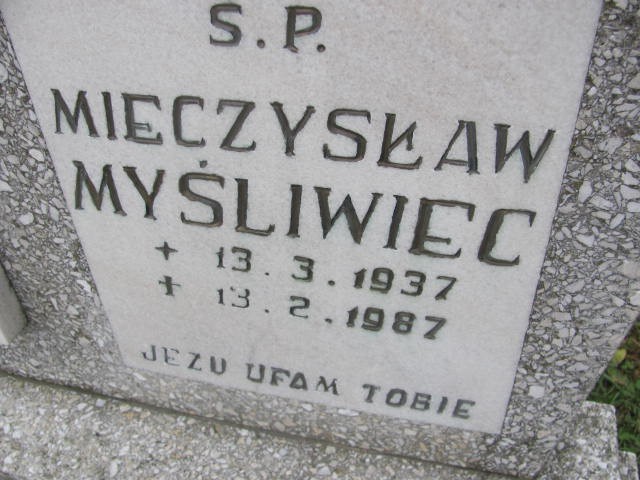 S.P.
MIECZYSŁAW
MYŚLIWIEC
+ 13.3.1937
+ 13.2.1987
JEZU UFAM TOBIE